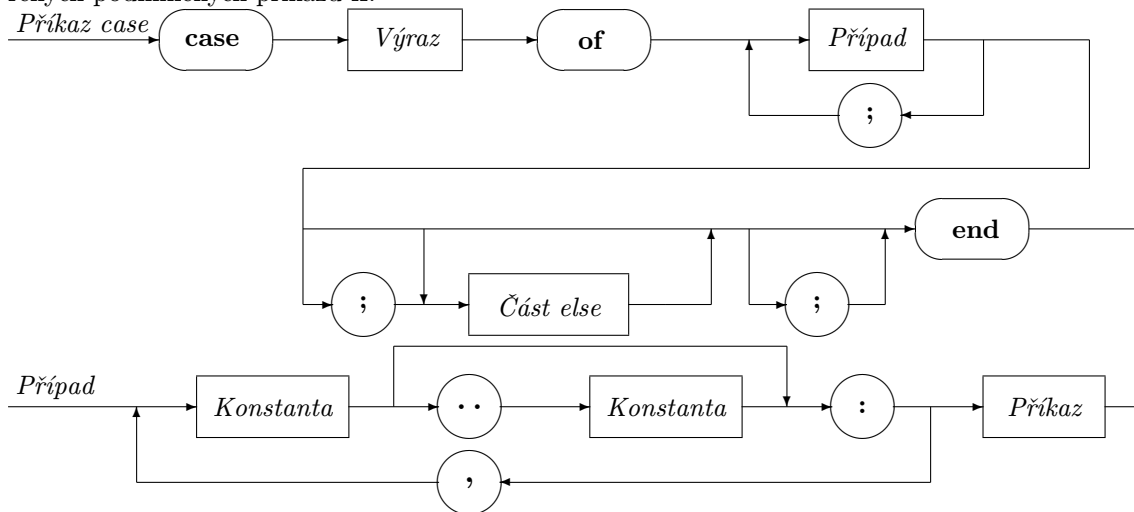 Příkaz case case Výraz of Případ
;
end
; Část else ;
Případ
Konstanta .. Konstanta : Příkaz
,